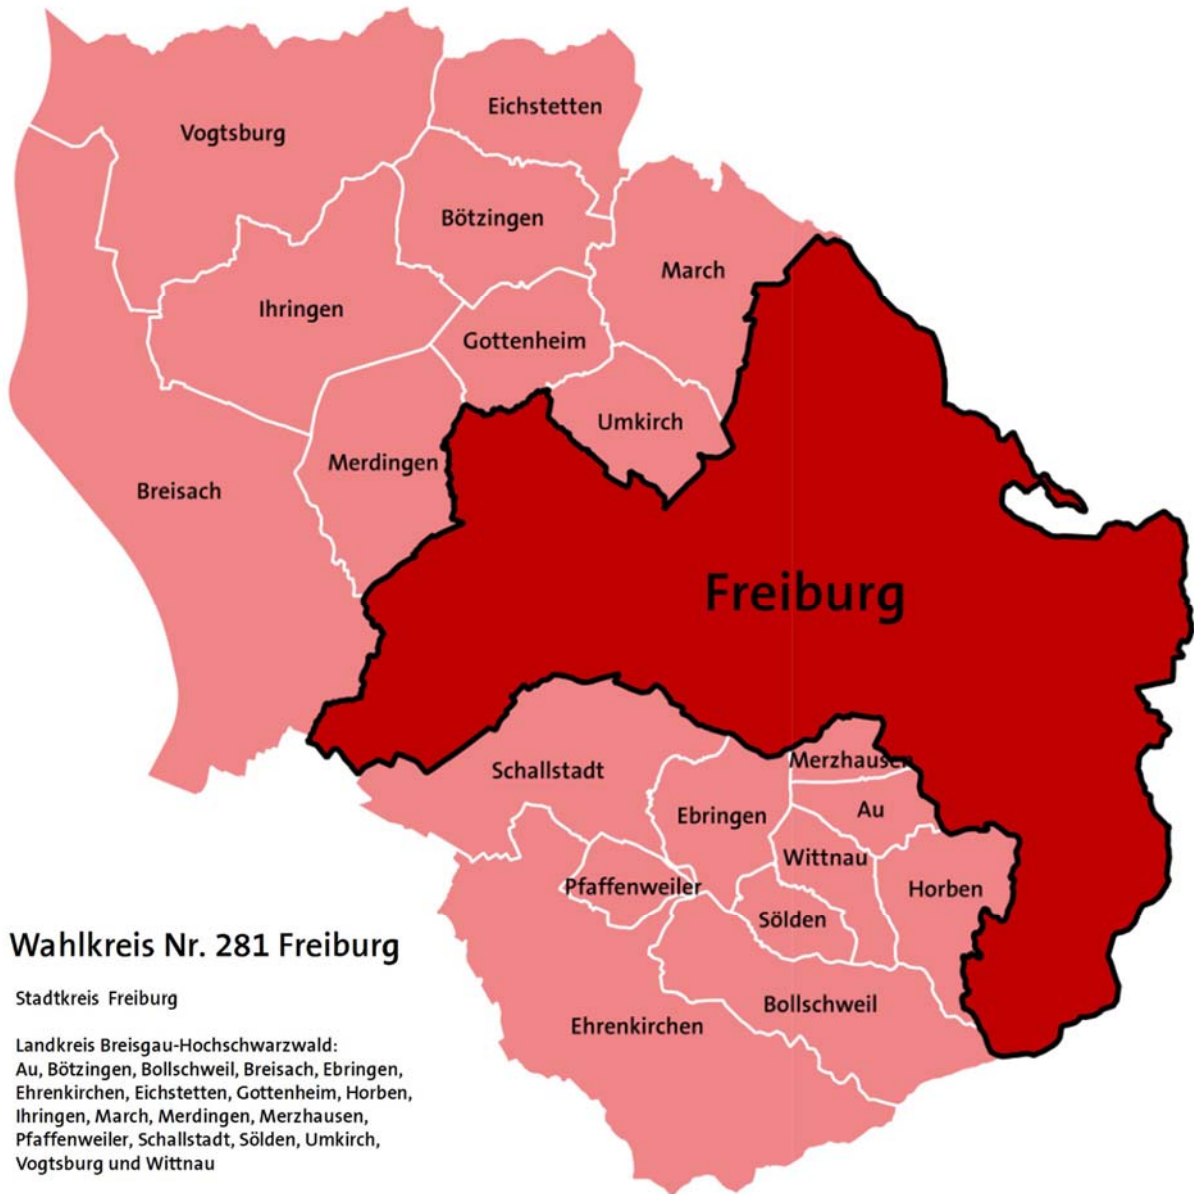 Eichstetten
Vogtsburg
Bötzingen
March
Ihringen
Gottenheim
Umkirch
Merdingen
Breisach
Freiburg
Merzhausen
Schallstadt
Au
Ebringen
Wittnau
Pfaffenweiler
Horben
Sölden
Bollschweil
Ehrenkirchen
Wahlkreis Nr. 281 Freiburg
Stadtkreis Freiburg
Landkreis Breisgau-Hochschwarzwald:
Au, Bötzingen, Bollschweil, Breisach, Ebringen,
Ehrenkirchen, Eichstetten, Gottenheim, Horben,
Ihringen, March, Merdingen, Merzhausen,
Pfaffenweiler, Schallstadt, Sölden, Umkirch,
Vogtsburg und Wittnau